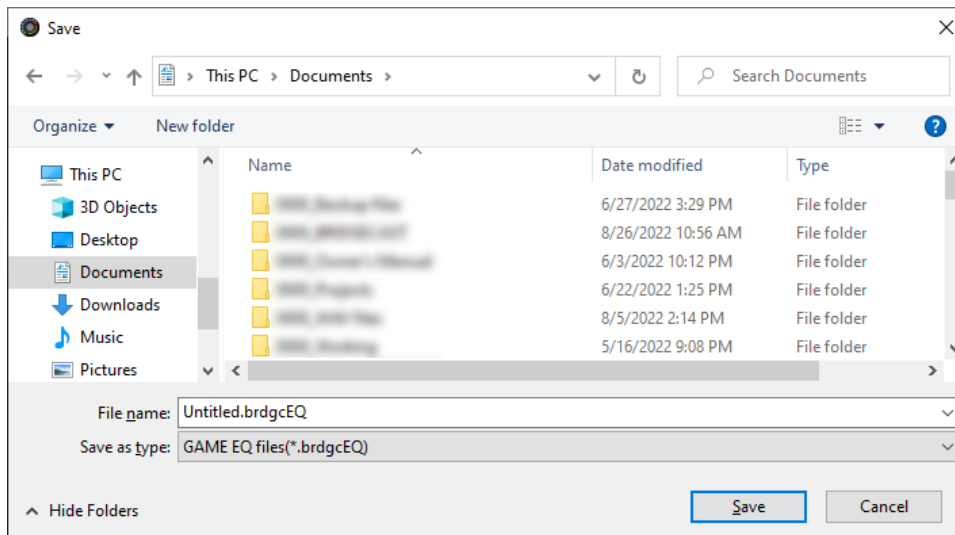 Save
This PC > Documents >
Search Documents
Organize
New folder
?
Name
Date modified
Type
This PC
3D Objects
Desktop
Documents
Downloads
Music
Pictures
6/27/2022 3:29 PM File folder
8/26/2022 10:56 AM File folder
6/3/2022 10:12 PM File folder
6/22/2022 1:25 PM File folder
8/5/2022 2:14 PM File folder
5/16/2022 9:08 PM File folder
File name: Untitled.brdgcEQ
Save as type: GAME EQ files(*.brdgcEQ)
Hide Folders
Save
Cancel